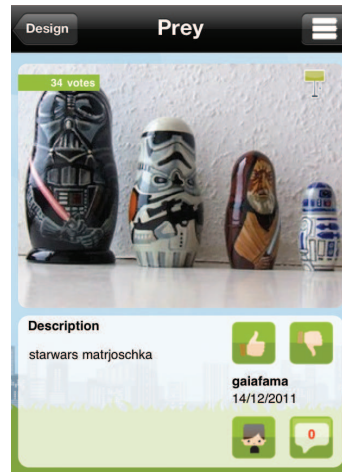 Design
Prey
34 votes
Description
starwars matrjoschka
gaiafama
14/12/2011
0